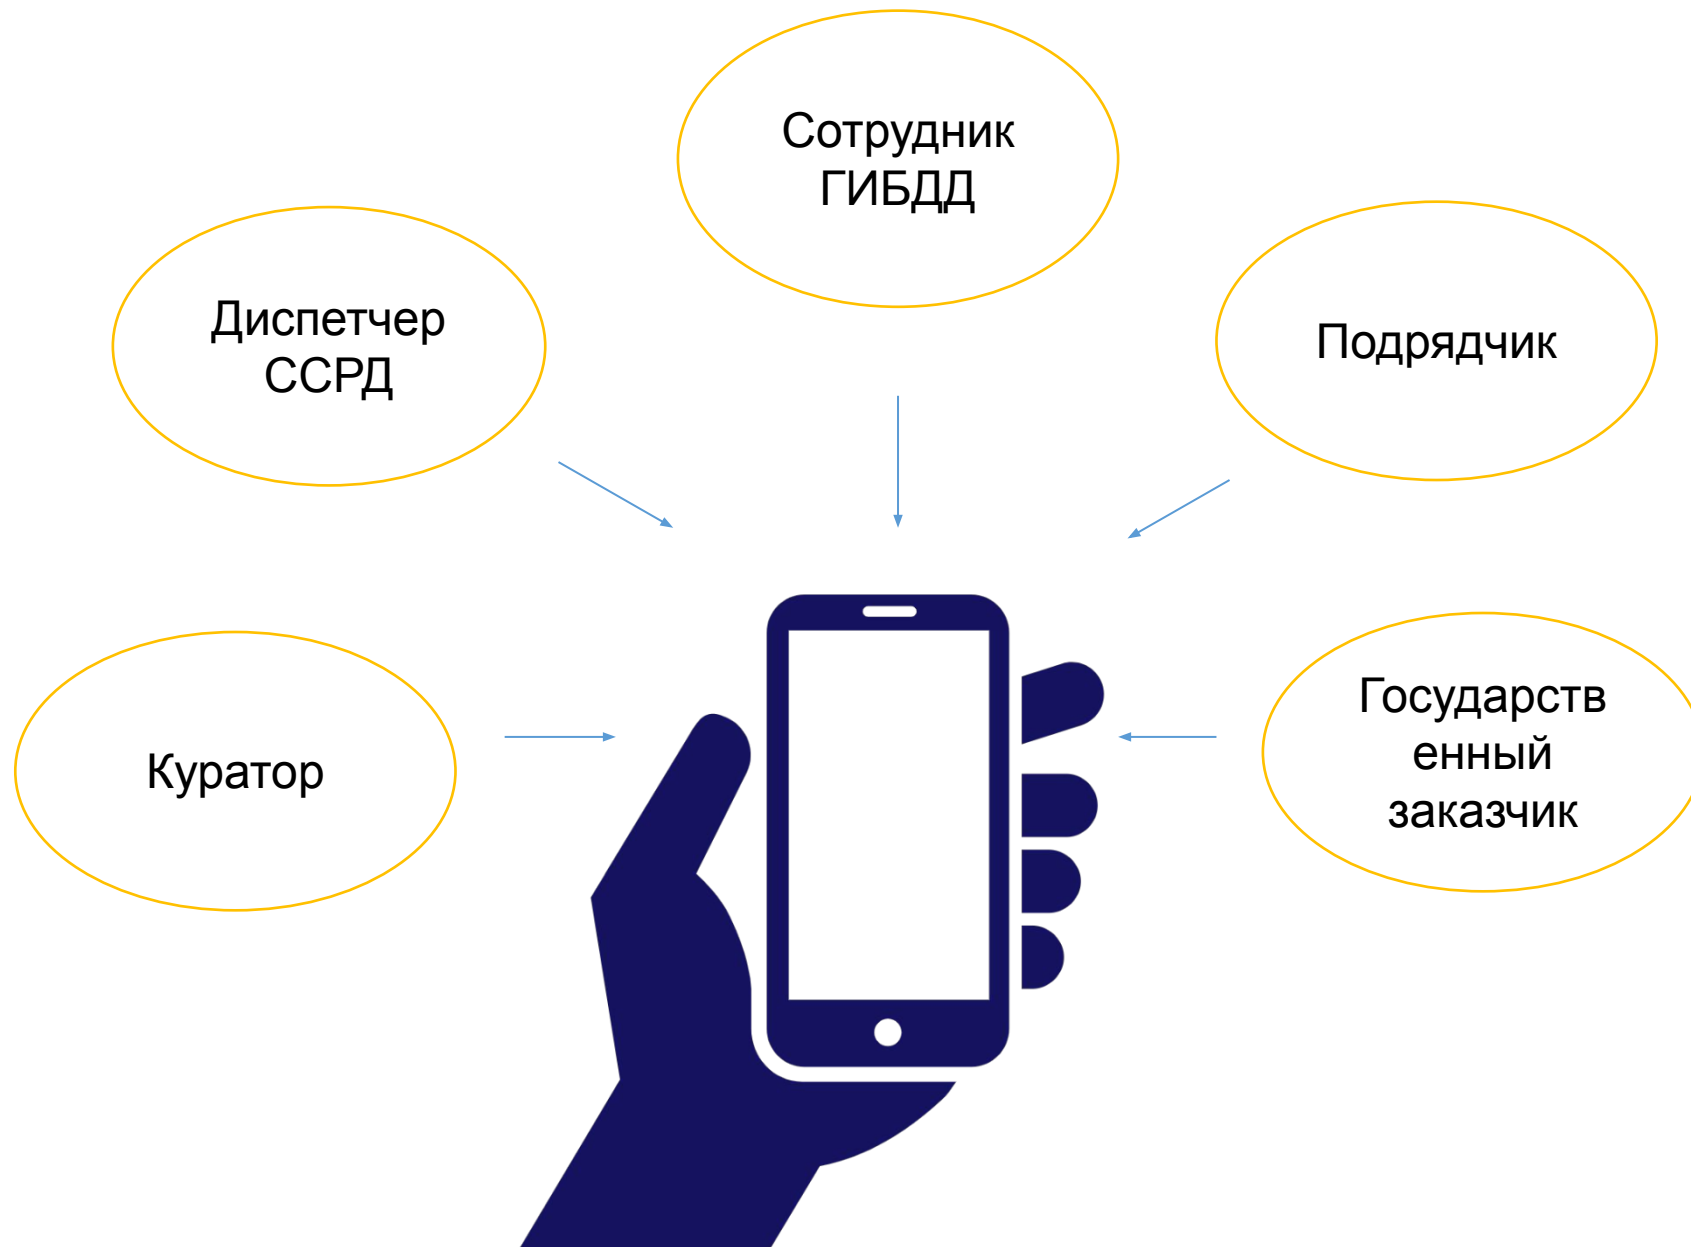 Сотрудник
ГИБДД
Диспетчер
ССРД
Подрядчик
Куратор
Государств
енный
заказчик